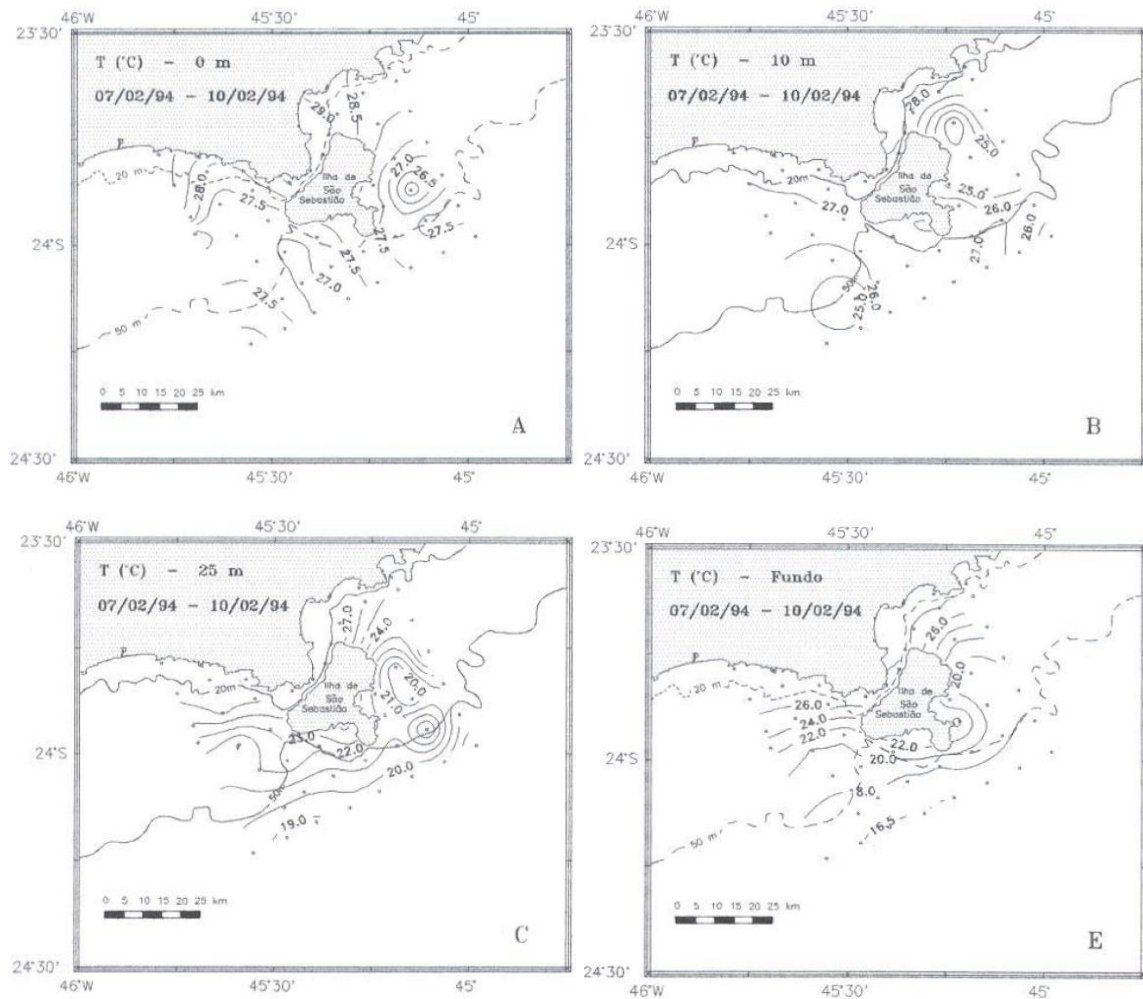 46°W 45°30' 45°
23°30'
T (°C) - 0 m
07/02/94 - 10/02/94
29.0
28.5
27.0
26.5
20 m
28.0
27.5
Ilha de
São
Sebastião
27.5
27.5
24°S
27.5
27.0
27.5
50 m
0 5 10 15 20 25 km
A
24°30'
46°W 45°30' 45°
46°W 45°30' 45°
23°30'
T (°C) - 10 m
07/02/94 - 10/02/94
28.0
25.0
20m
Ilha de
São
Sebastião
27.0
25.0
26.0
26.0
27.0
24°S
50m
25.0
26.0
0 5 10 15 20 25 km
B
24°30'
46°W 45°30' 45°
46°W 45°30' 45°
23°30'
T (°C) - 25 m
07/02/94 - 10/02/94
27.0
24.0
20m
Ilha de
São
Sebastião
20.0
21.0
23.0
22.0
24°S
20.0
50m
19.0
0 5 10 15 20 25 km
C
24°30'
46°W 45°30' 45°
46°W 45°30' 45°
23°30'
T (°C) - Fundo
07/02/94 - 10/02/94
26.0
20.0
20 m
Ilha de
São
Sebastião
26.0
24.0
22.0
22.0
20.0
24°S
8.0
16.5
50 m
0 5 10 15 20 25 km
E
24°30'
46°W 45°30' 45°